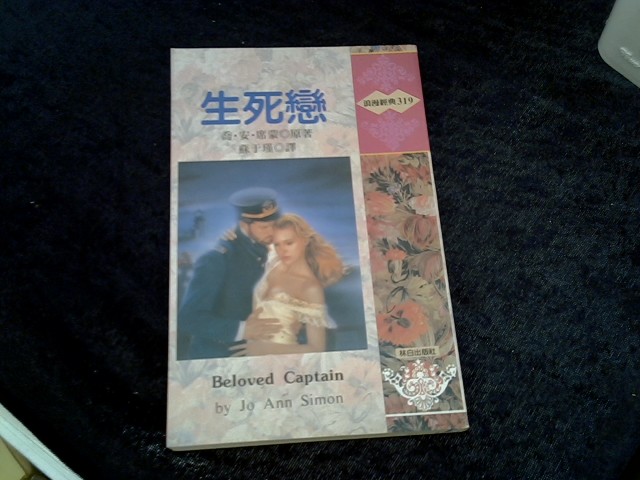 生死戀
喬·安·席蒙◎原著
蘇于瑾◎譯
浪漫經典319
林白出版社
Beloved Captain
by Jo Ann Simon